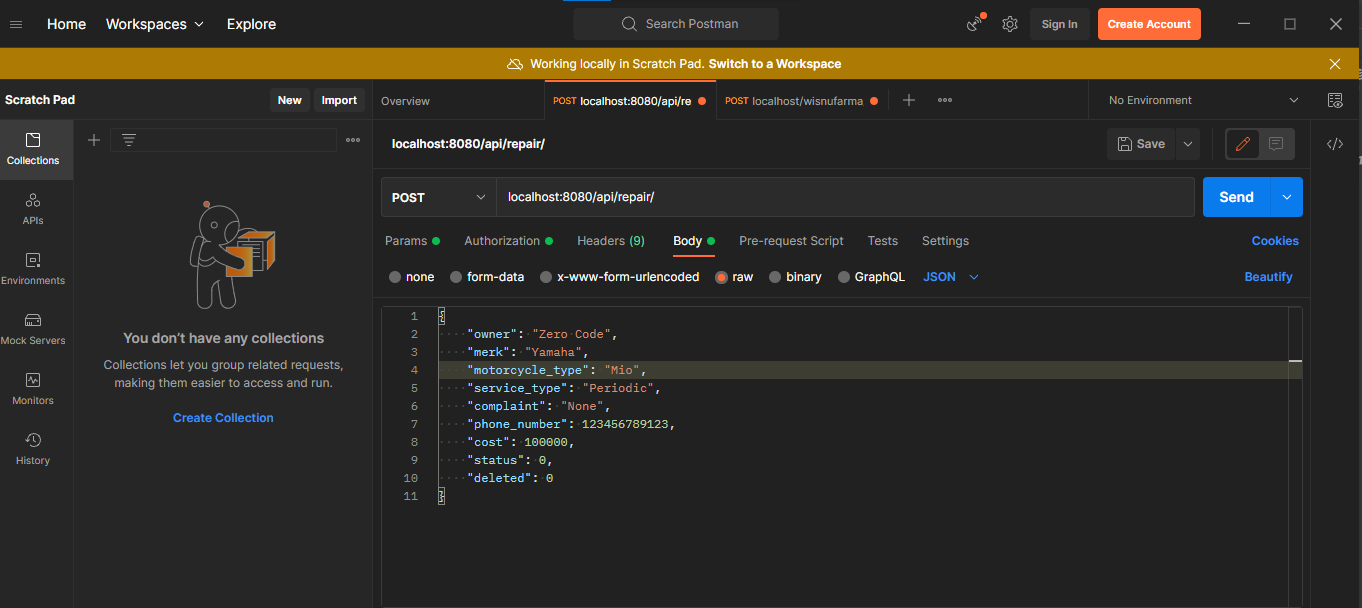 Home Workspaces Explore Search Postman Sign In Create Account
Working locally in Scratch Pad. Switch to a Workspace
Scratch Pad New Import Overview POST localhost:8080/api/re POST localhost/wisnufarma No Environment
Collections
APIs
Environments
Mock Servers
Monitors
History
You don't have any collections
Collections let you group related requests,
making them easier to access and run.
Create Collection
localhost:8080/api/repair/ Save
POST localhost:8080/api/repair/ Send
Params Authorization Headers (9) Body Pre-request Script Tests Settings Cookies
none form-data x-www-form-urlencoded raw binary GraphQL JSON Beautify
1 {
2 "owner": "Zero Code",
3 "merk": "Yamaha",
4 "motorcycle_type": "Mio",
5 "service_type": "Periodic",
6 "complaint": "None",
7 "phone_number": 123456789123,
8 "cost": 100000,
9 "status": 0,
10 "deleted": 0
11 }